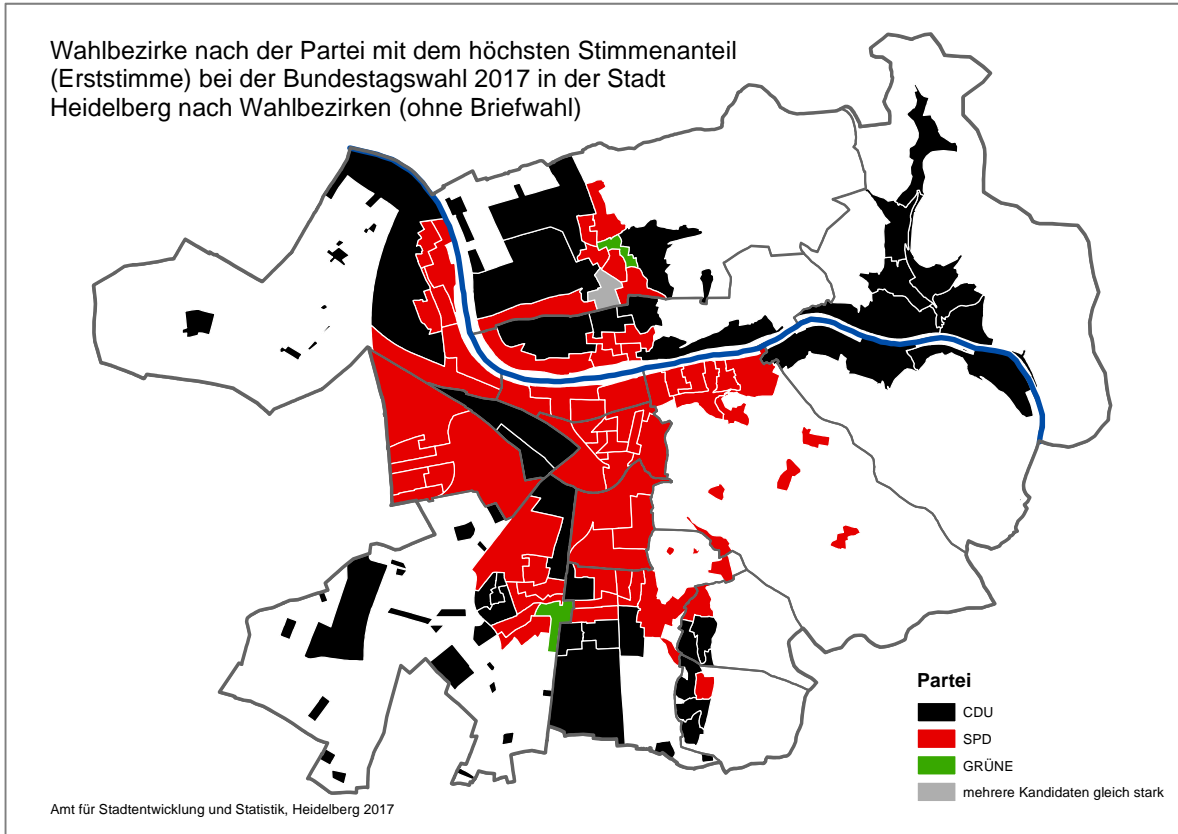 Wahlbezirke nach der Partei mit dem höchsten Stimmenanteil
(Erststimme) bei der Bundestagswahl 2017 in der Stadt
Heidelberg nach Wahlbezirken (ohne Briefwahl)
Partei
CDU
SPD
GRÜNE
mehrere Kandidaten gleich stark
Amt für Stadtentwicklung und Statistik, Heidelberg 2017